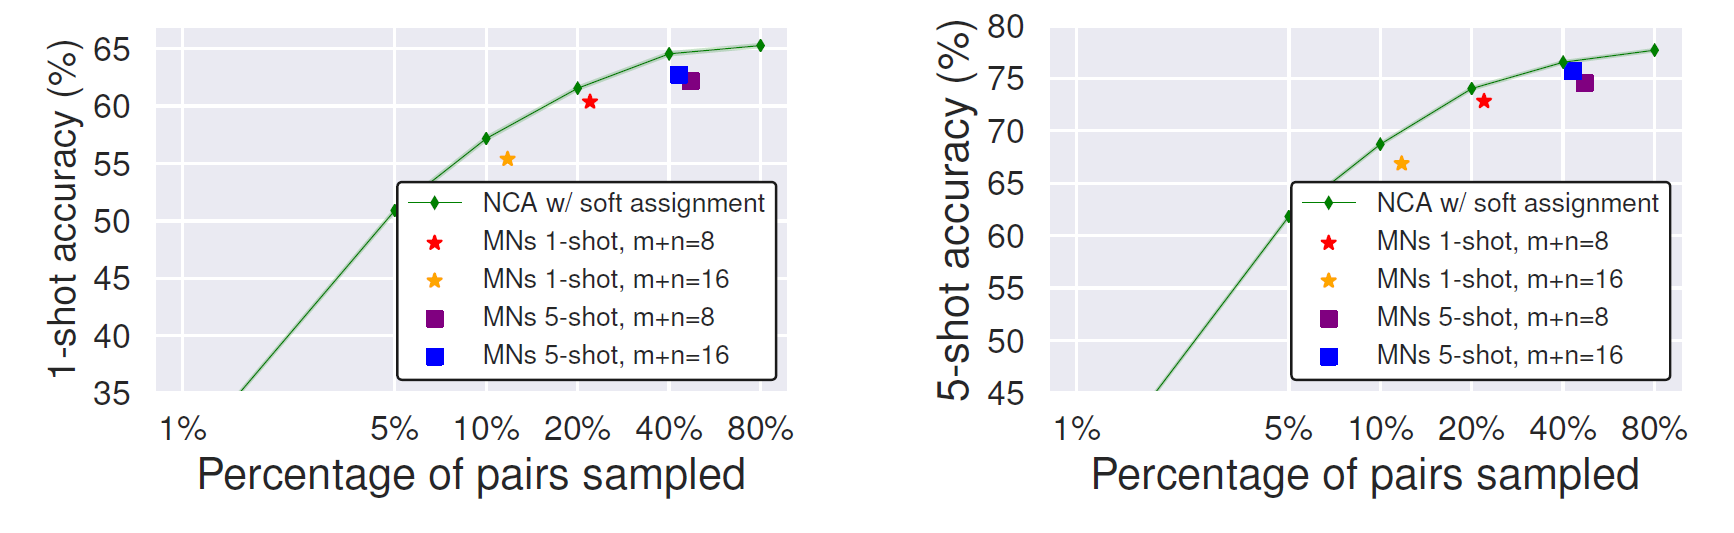 1-shot accuracy (%)
65
60
55
50
45
40
35
NCA w/ soft assignment
MNs 1-shot, m+n=8
MNs 1-shot, m+n=16
MNs 5-shot, m+n=8
MNs 5-shot, m+n=16
1% 5% 10% 20% 40% 80%
Percentage of pairs sampled
5-shot accuracy (%)
80
75
70
65
60
55
50
45
NCA w/ soft assignment
MNs 1-shot, m+n=8
MNs 1-shot, m+n=16
MNs 5-shot, m+n=8
MNs 5-shot, m+n=16
1% 5% 10% 20% 40% 80%
Percentage of pairs sampled